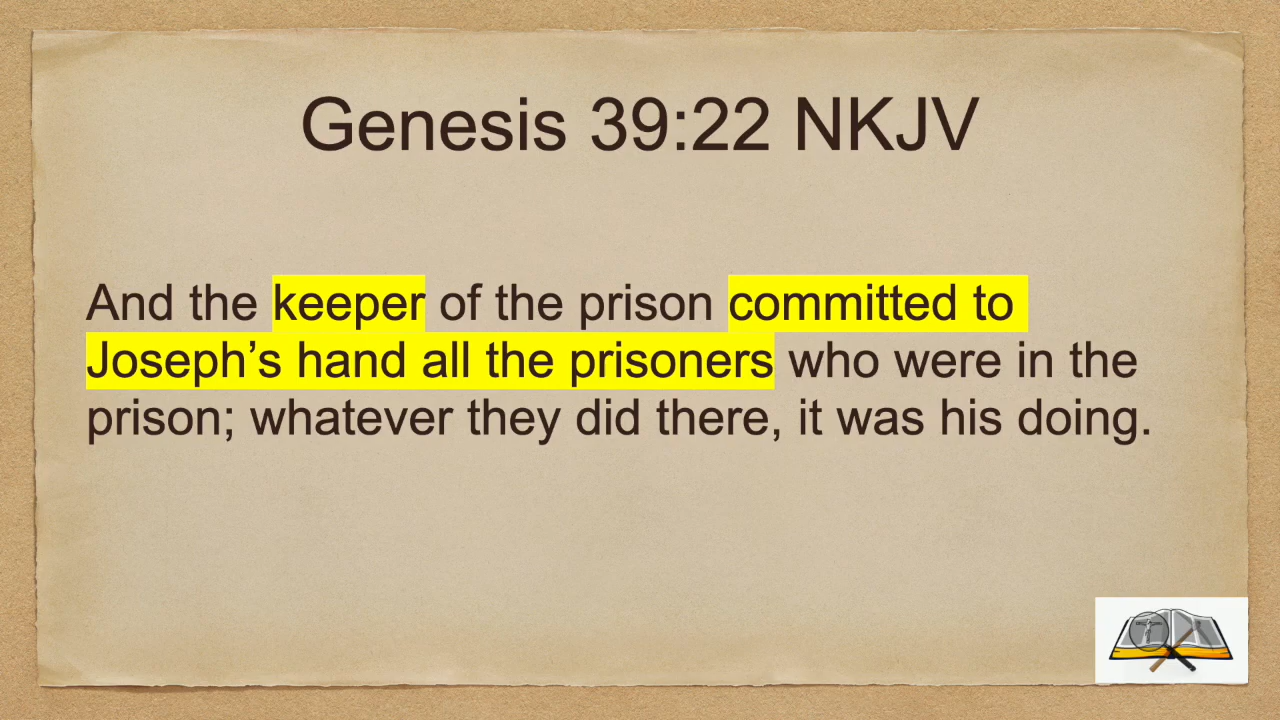 Genesis 39:22 NKJV
And the keeper of the prison committed to
Joseph’s hand all the prisoners who were in the
prison; whatever they did there, it was his doing.